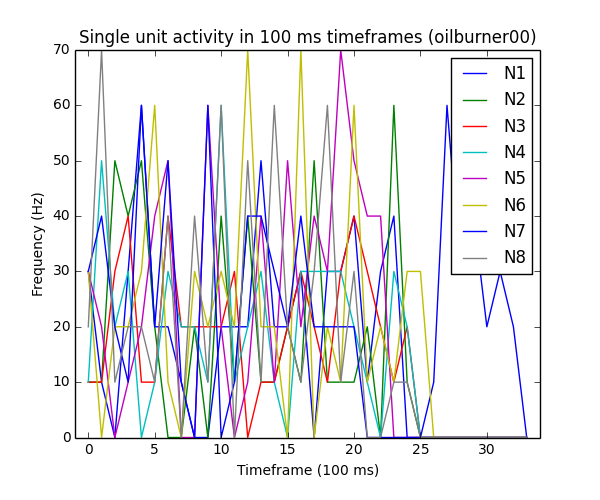 Single unit activity in 100 ms timeframes (oilburner00)
70
60
50
40
30
20
10
0
Frequency (Hz)
N1
N2
N3
N4
N5
N6
N7
N8
0 5 10 15 20 25 30
Timeframe (100 ms)